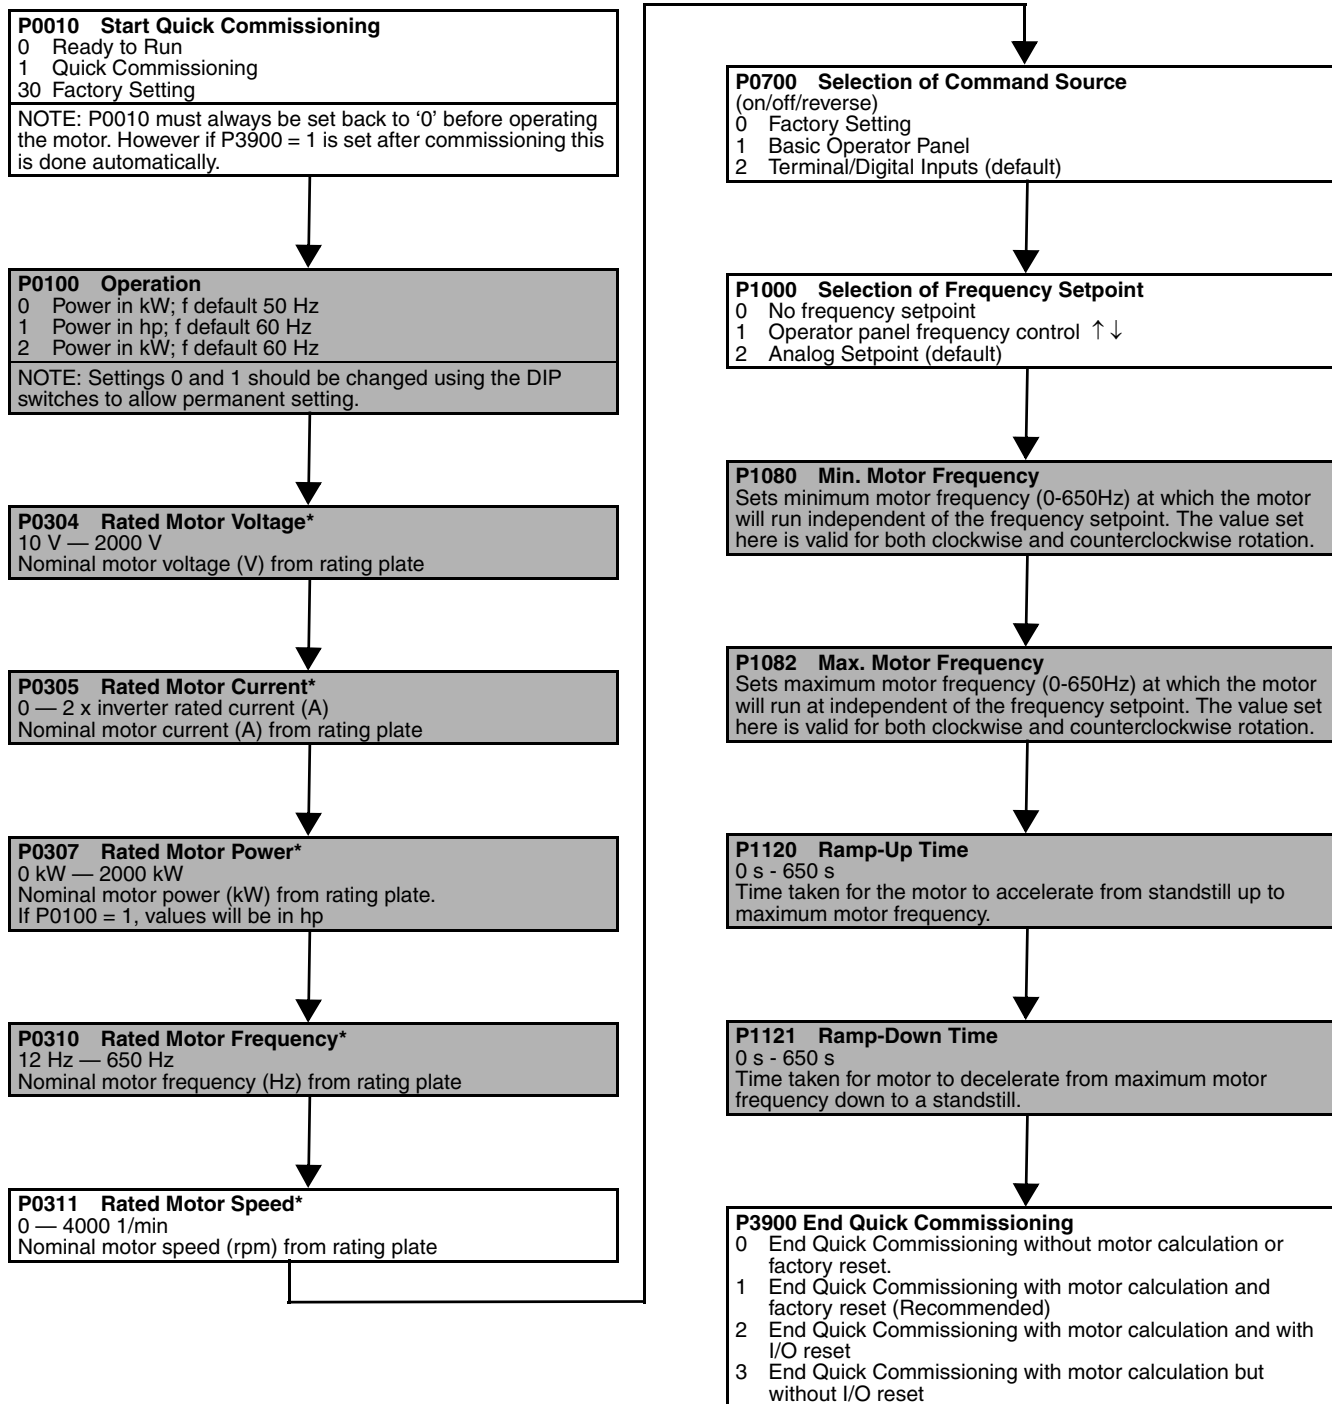 P0010 Start Quick Commissioning
0 Ready to Run
1 Quick Commissioning
30 Factory Setting
NOTE: P0010 must always be set back to ‘0’ before operating
the motor. However if P3900 = 1 is set after commissioning this
is done automatically.
P0100 Operation
0 Power in kW; f default 50 Hz
1 Power in hp; f default 60 Hz
2 Power in kW; f default 60 Hz
NOTE: Settings 0 and 1 should be changed using the DIP
switches to allow permanent setting.
P0304 Rated Motor Voltage*
10 V — 2000 V
Nominal motor voltage (V) from rating plate
P0305 Rated Motor Current*
0 — 2 x inverter rated current (A)
Nominal motor current (A) from rating plate
P0307 Rated Motor Power*
0 kW — 2000 kW
Nominal motor power (kW) from rating plate.
If P0100 = 1, values will be in hp
P0310 Rated Motor Frequency*
12 Hz — 650 Hz
Nominal motor frequency (Hz) from rating plate
P0311 Rated Motor Speed*
0 — 4000 1/min
Nominal motor speed (rpm) from rating plate
P0700 Selection of Command Source
(on/off/reverse)
0 Factory Setting
1 Basic Operator Panel
2 Terminal/Digital Inputs (default)
P1000 Selection of Frequency Setpoint
0 No frequency setpoint
1 Operator panel frequency control ↑↓
2 Analog Setpoint (default)
P1080 Min. Motor Frequency
Sets minimum motor frequency (0-650Hz) at which the motor
will run independent of the frequency setpoint. The value set
here is valid for both clockwise and counterclockwise rotation.
P1082 Max. Motor Frequency
Sets maximum motor frequency (0-650Hz) at which the motor
will run at independent of the frequency setpoint. The value set
here is valid for both clockwise and counterclockwise rotation.
P1120 Ramp-Up Time
0 s - 650 s
Time taken for the motor to accelerate from standstill up to
maximum motor frequency.
P1121 Ramp-Down Time
0 s - 650 s
Time taken for motor to decelerate from maximum motor
frequency down to a standstill.
P3900 End Quick Commissioning
0 End Quick Commissioning without motor calculation or
factory reset.
1 End Quick Commissioning with motor calculation and
factory reset (Recommended)
2 End Quick Commissioning with motor calculation and with
I/O reset
3 End Quick Commissioning with motor calculation but
without I/O reset